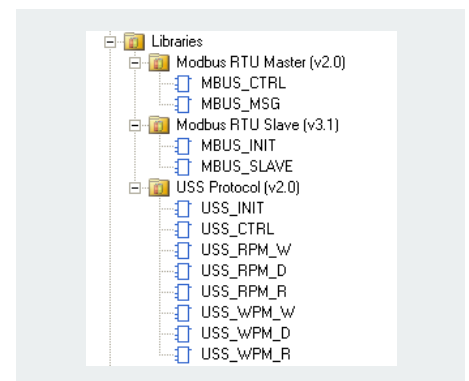 Libraries
Modbus RTU Master (v2.0)
MBUS_CTRL
MBUS_MSG
Modbus RTU Slave (v3.1)
MBUS_INIT
MBUS_SLAVE
USS Protocol (v2.0)
USS_INIT
USS_CTRL
USS_RPM_W
USS_RPM_D
USS_RPM_R
USS_WPM_W
USS_WPM_D
USS_WPM_R